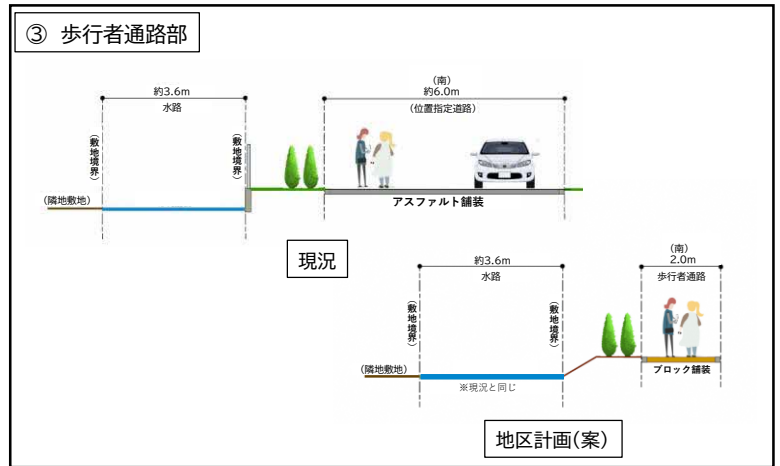 ③ 歩行者通路部
約3.6m
水路
(南)
約6.0m
(位置指定道路)
(敷地境界)
(敷地境界)
(隣地敷地)
アスファルト舗装
現況
約3.6m
水路
(南)
2.0m
歩行者通路
(敷地境界)
(敷地境界)
(隣地敷地)
※現況と同じ
ブロック舗装
地区計画(案)